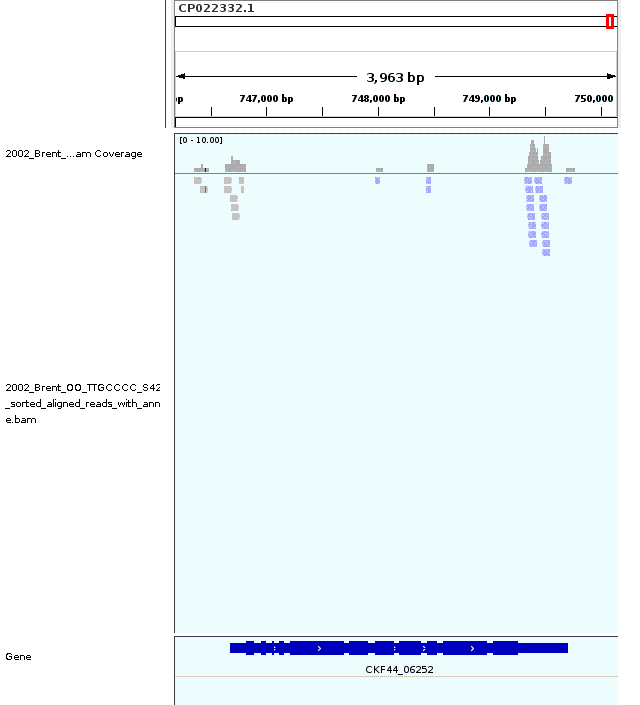 CP022332.1
3,963 bp
bp 747,000 bp 748,000 bp 749,000 bp 750,000
[0 - 10.00]
2002_Brent_...am Coverage
2002_Brent_OO_TTGCCCC_S42
_sorted_aligned_reads_with_ann
e.bam
Gene
CKF44_06252